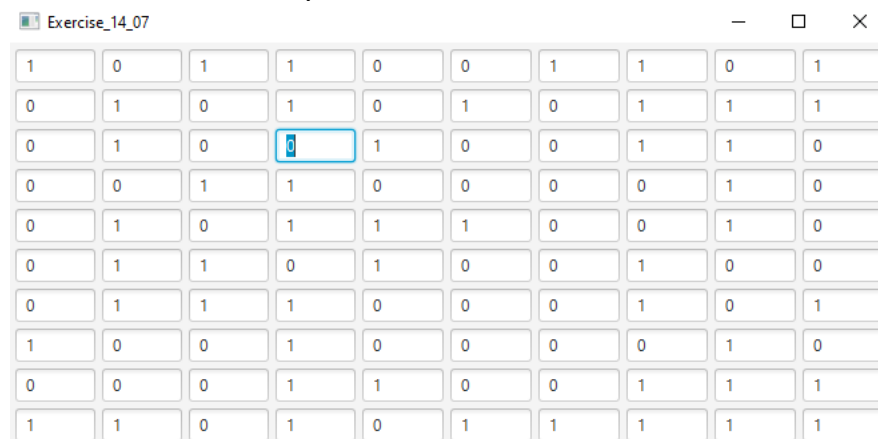 Exercise_14_07
1 0 1 1 0 0 1 1 0 1
0 1 0 1 0 1 0 1 1 1
0 1 0 0 1 0 0 1 1 0
0 0 1 1 0 0 0 0 1 0
0 1 0 1 1 1 0 0 1 0
0 1 1 0 1 0 0 1 0 0
0 1 1 1 0 0 0 1 0 1
1 0 0 1 0 0 0 0 1 0
0 0 0 1 1 0 0 1 1 1
1 1 0 1 0 1 1 1 1 1